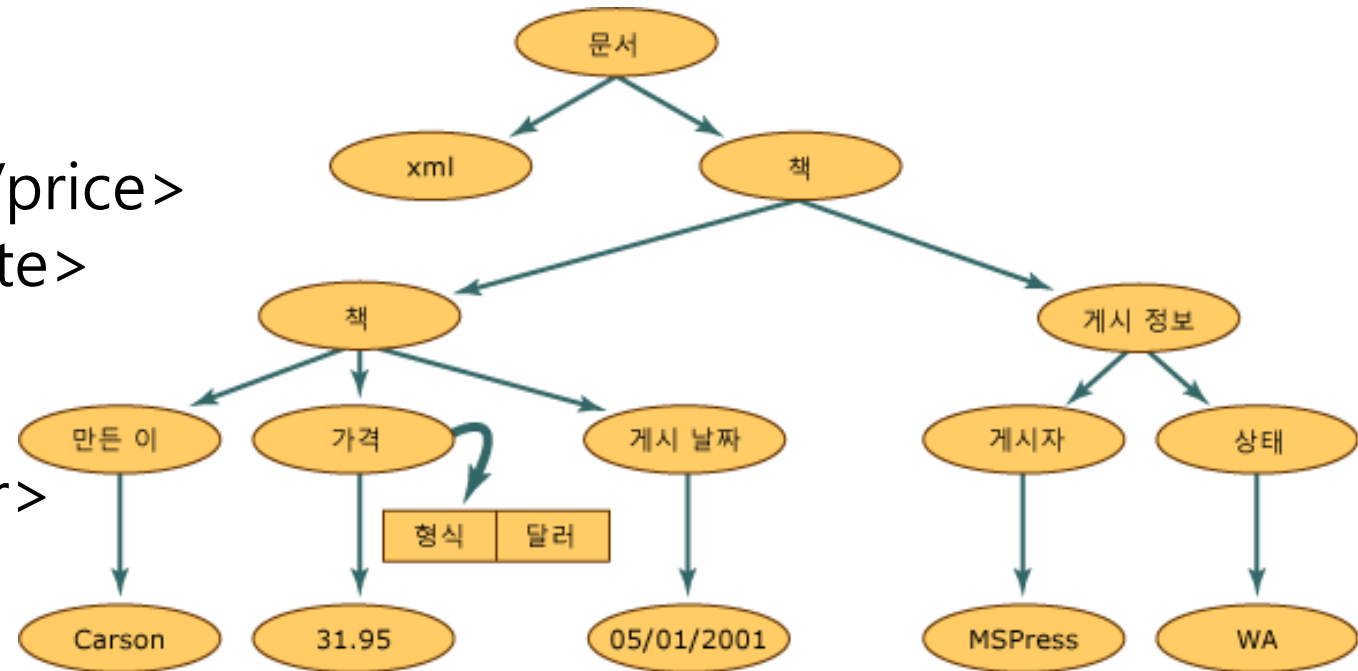 문서
xml 책
/price>
te>
책 게시 정보
만든 이 가격 게시 날짜 게시자 상태
r>
형식 달러
Carson 31.95 05/01/2001 MSPress WA